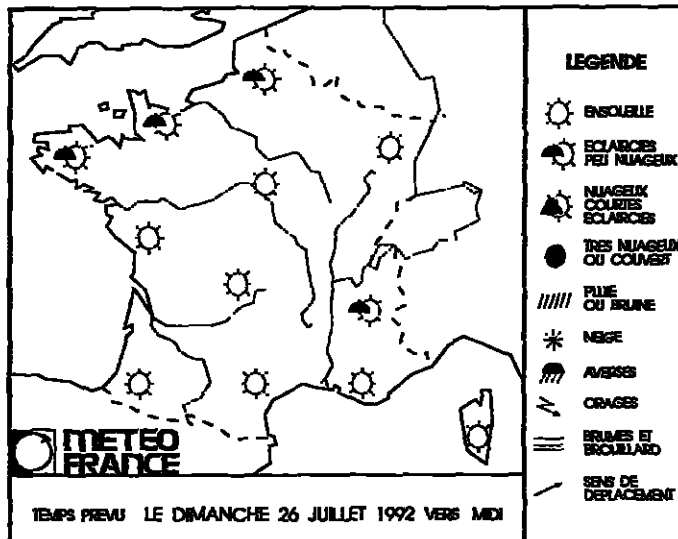 LEGENDE
ENSOLEILLE
ECLAIRCIES
PEU NUAGEUX
NUAGEUX
COURTES
ECLAIRCIES
TRES NUAGEUX
OU COUVERT
PLUIE
OU BRUINE
NEIGE
AVERSES
ORAGES
BRUMES ET
BROUILLARD
SENS DE
DEPLACEMENT
METEO
FRANCE
TEMPS PREVU LE DIMANCHE 26 JUILLET 1992 VERS MIDI